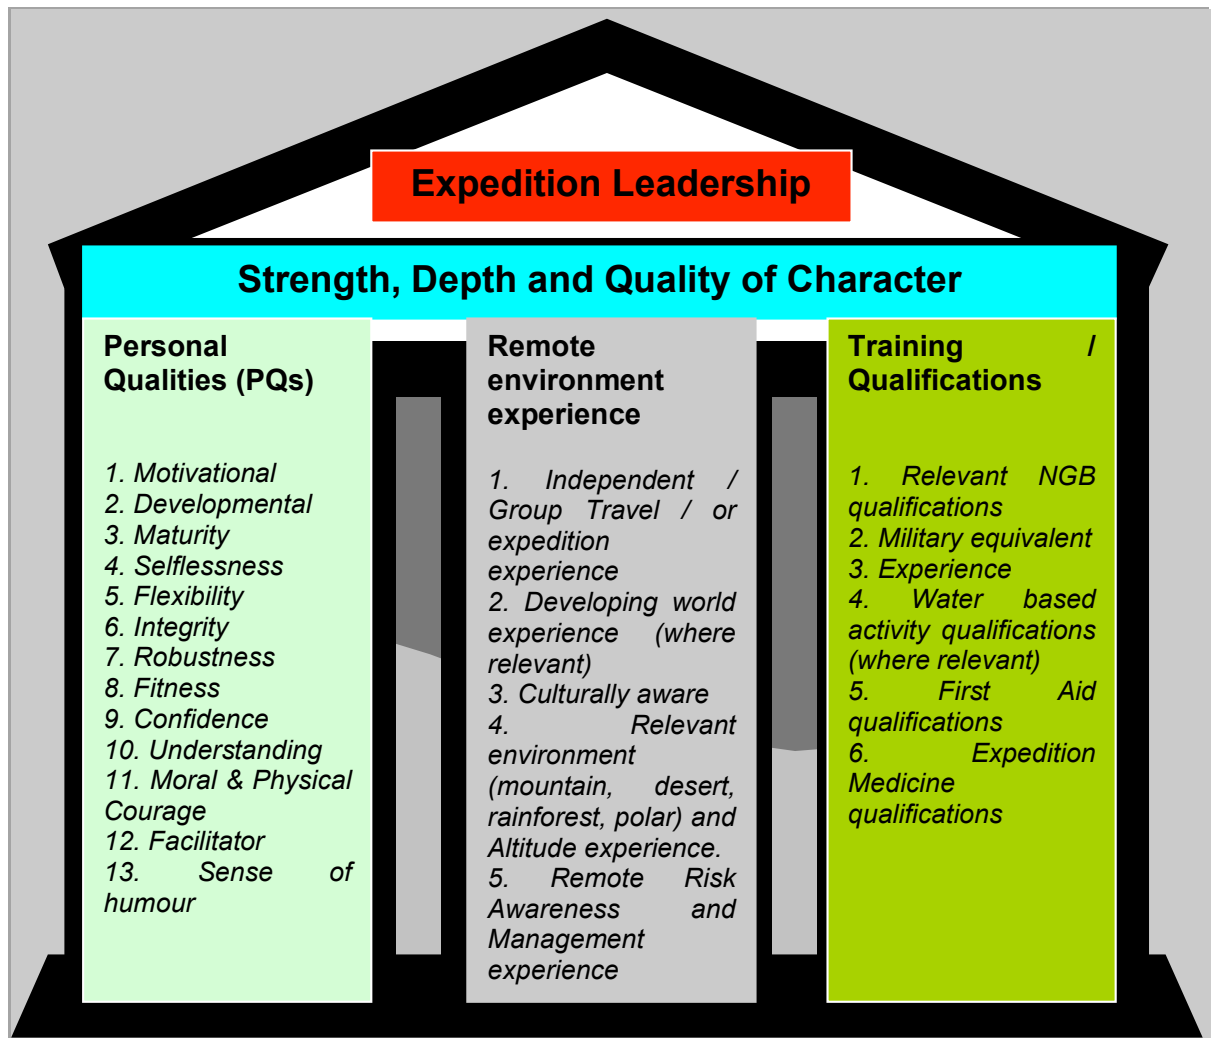 Expedition Leadership
Strength, Depth and Quality of Character
Personal
Qualities (PQs)
1. Motivational
2. Developmental
3. Maturity
4. Selflessness
5. Flexibility
6. Integrity
7. Robustness
8. Fitness
9. Confidence
10. Understanding
11. Moral & Physical
Courage
12. Facilitator
13. Sense of
humour
Remote
environment
experience
1. Independent /
Group Travel / or
expedition
experience
2. Developing world
experience (where
relevant)
3. Culturally aware
4. Relevant
environment
(mountain, desert,
rainforest, polar) and
Altitude experience.
5. Remote Risk
Awareness and
Management
experience
Training /
Qualifications
1. Relevant NGB
qualifications
2. Military equivalent
3. Experience
4. Water based
activity qualifications
(where relevant)
5. First Aid
qualifications
6. Expedition
Medicine
qualifications